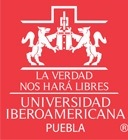 LA VERDAD
NOS HARÁ LIBRES
UNIVERSIDAD
IBEROAMERICANA
PUEBLA ®